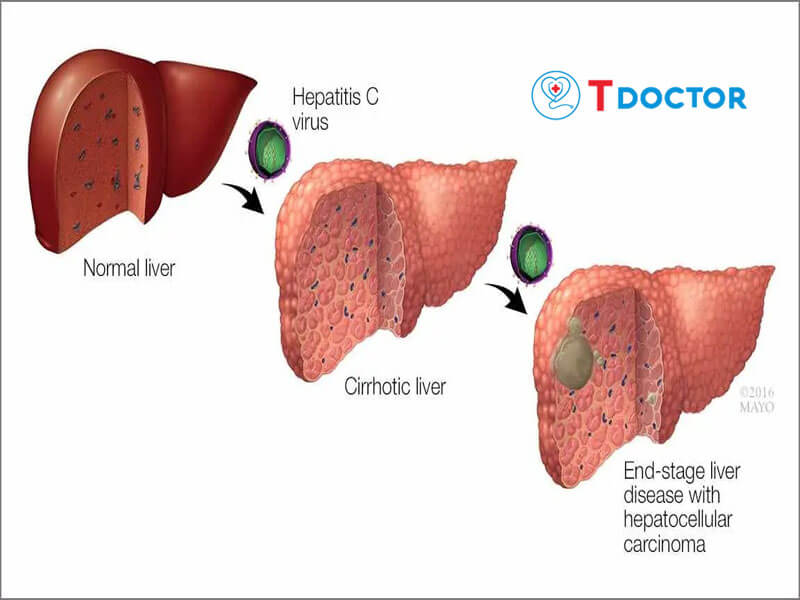 Hepatitis C
virus
T DOCTOR
Normal liver
Cirrhotic liver
©2016
MAYO
End-stage liver
disease with
hepatocellular
carcinoma